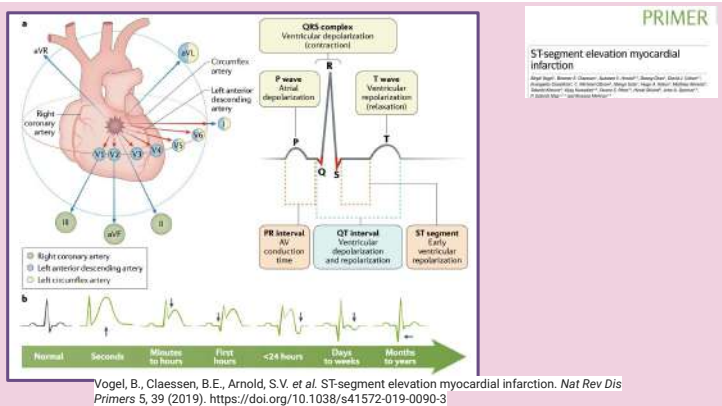 PRIMER
ST-segment elevation myocardial
infarction
a
QRS complex
Ventricular depolarization
(contraction)
R
P wave
Atrial
depolarization
T wave
Ventricular
repolarization
(relaxation)
P
Q
S
T
PR interval
AV
conduction
time
QT interval
Ventricular
depolarization
and repolarization
ST segment
Early
ventricular
repolarization
aVR
aVL
Circumflex
artery
Left anterior
descending
artery
Right
coronary
artery
I
V6
V5
V1 V2 V3 V4
III
aVF
II
Right coronary artery
Left anterior descending artery
Left circumflex artery
b
Normal
Seconds
Minutes
to hours
First
hours
<24 hours
Days
to weeks
Months
to years
Vogel, B., Claessen, B.E., Arnold, S.V. et al. ST-segment elevation myocardial infarction. Nat Rev Dis
Primers 5, 39 (2019). https://doi.org/10.1038/s41572-019-0090-3